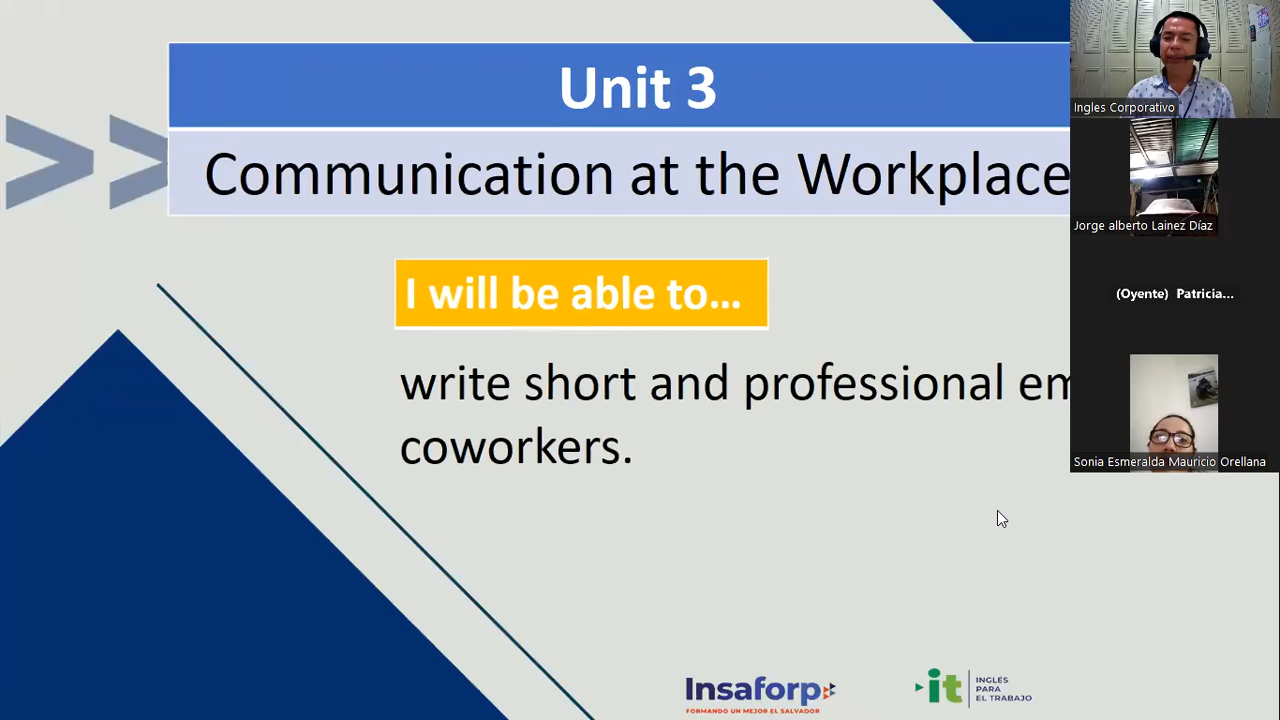 Unit 3
Communication at the Workplace
I will be able to...
write short and professional em
coworkers.
Ingles Corporativo
Jorge alberto Lainez Díaz
(Oyente) Patricia...
Sonia Esmeralda Mauricio Orellana
Insaforp
FORMANDO UN MEJOR EL SALVADOR
it
INGLÉS
PARA
EL TRABAJO